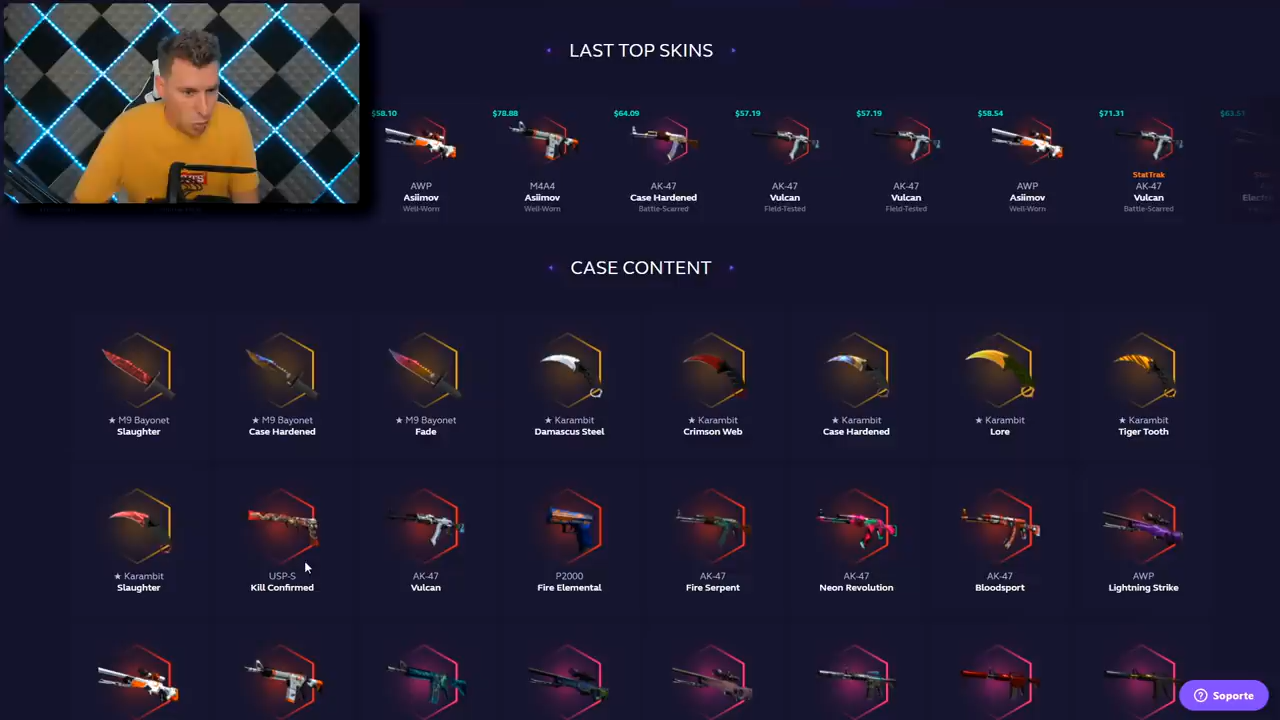 LAST TOP SKINS
$58.10
$78.88
$64.09
$57.19
$57.19
$58.54
$71.31
$63.51
StatTrak
AWP
M4A4
AK-47
AK-47
AK-47
AWP
AK-47
Asiimov
Asiimov
Case Hardened
Vulcan
Vulcan
Asiimov
Vulcan
Well-Worn
Well-Worn
Battle-Scarred
Field-Tested
Field-Tested
Well-Worn
Battle-Scarred
CASE CONTENT
★ M9 Bayonet
★ M9 Bayonet
★ M9 Bayonet
★ Karambit
★ Karambit
★ Karambit
★ Karambit
★ Karambit
Slaughter
Case Hardened
Fade
Damascus Steel
Crimson Web
Case Hardened
Lore
Tiger Tooth
★ Karambit
USP-S
AK-47
P2000
AK-47
AK-47
AK-47
AWP
Slaughter
Kill Confirmed
Vulcan
Fire Elemental
Fire Serpent
Neon Revolution
Bloodsport
Lightning Strike
Soporte